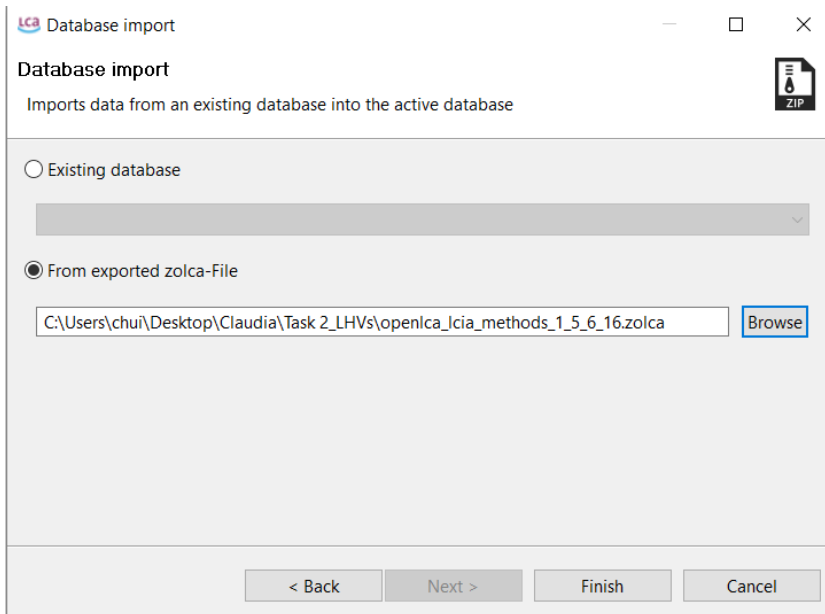 LCA Database import
Database import
Imports data from an existing database into the active database
ZIP
Existing database
From exported zolca-File
C:\Users\chui\Desktop\Claudia\Task 2_LHVs\openlca_lcia_methods_1_5_6_16.zolca
Browse
< Back
Next >
Finish
Cancel